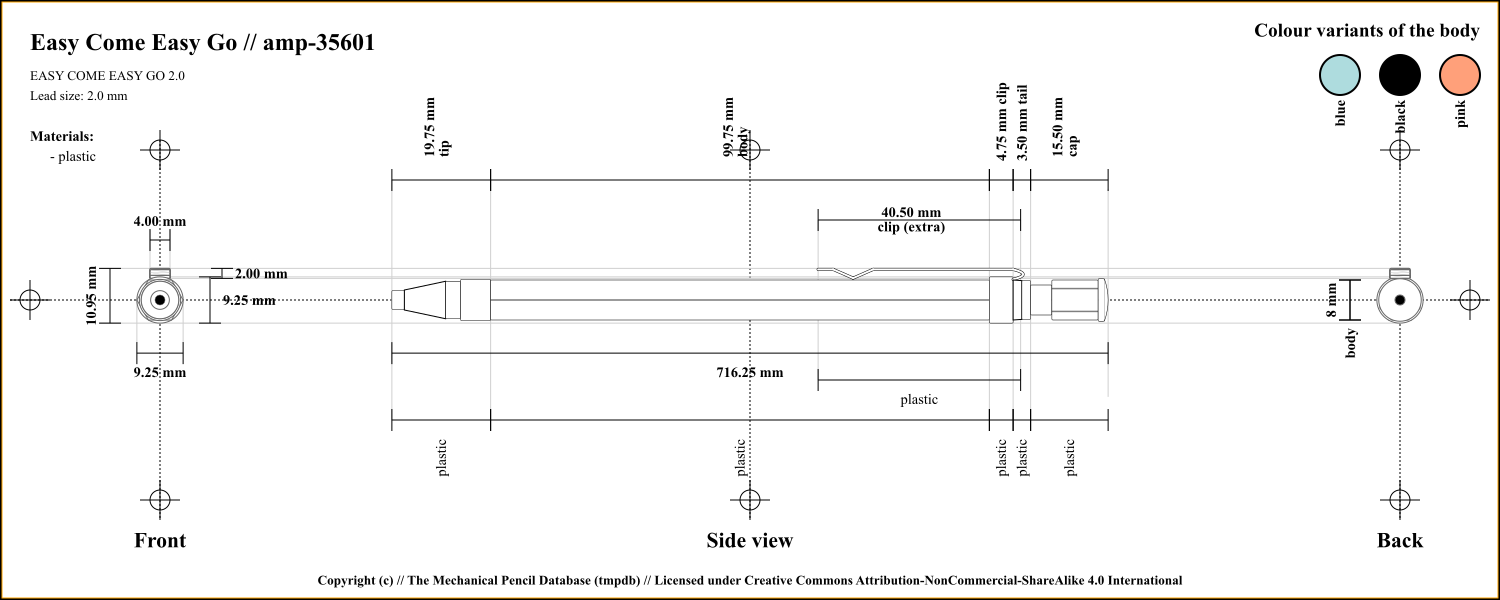 Easy Come Easy Go // amp-35601
EASY COME EASY GO 2.0
Lead size: 2.0 mm
Materials:
- plastic
Colour variants of the body
blue
black
pink
19.75 mm
tip
99.75 mm
body
4.75 mm clip
3.50 mm tail
15.50 mm
cap
40.50 mm
clip (extra)
4.00 mm
2.00 mm
9.25 mm
10.95 mm
9.25 mm
8 mm
body
716.25 mm
plastic
plastic
plastic
plastic
plastic
plastic
Front
Side view
Back
Copyright (c) // The Mechanical Pencil Database (tmpdb) // Licensed under Creative Commons Attribution-NonCommercial-ShareAlike 4.0 International